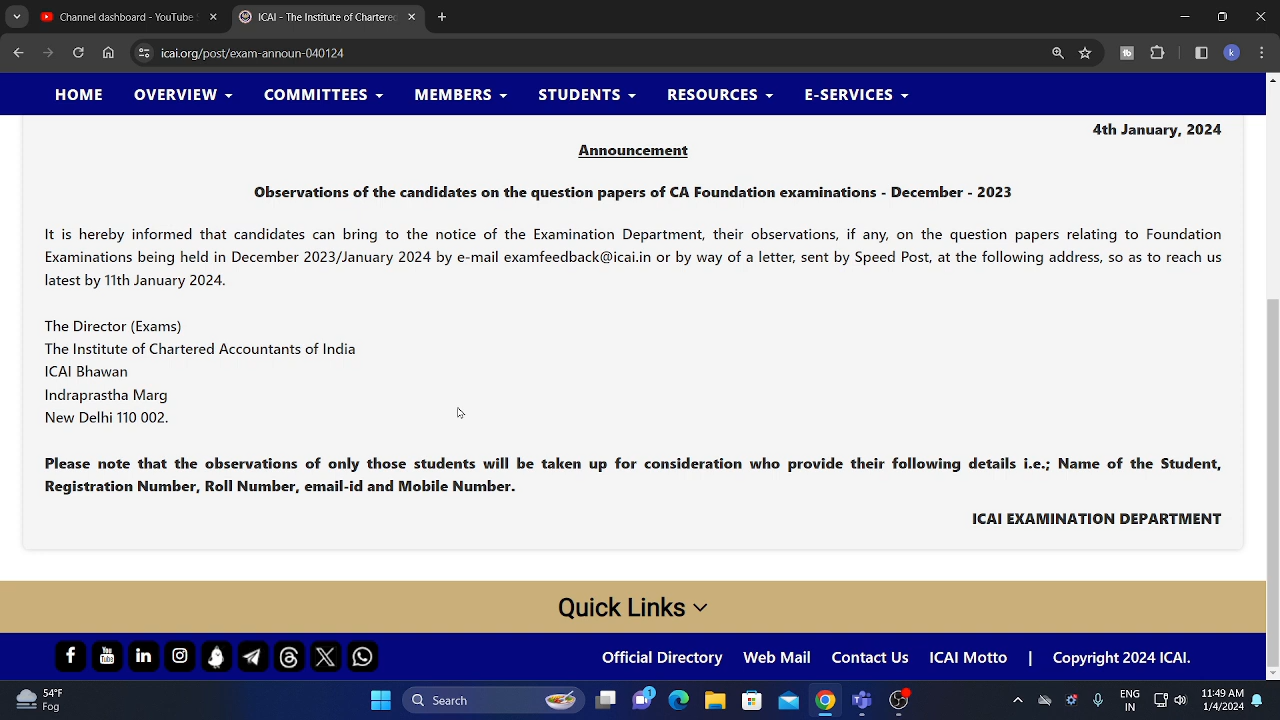 Channel dashboard - YouTube S
ICAI - The Institute of Chartered
icai.org/post/exam-announ-040124
k
HOME OVERVIEW COMMITTEES MEMBERS STUDENTS RESOURCES E-SERVICES
4th January, 2024
Announcement
Observations of the candidates on the question papers of CA Foundation examinations - December - 2023
It is hereby informed that candidates can bring to the notice of the Examination Department, their observations, if any, on the question papers relating to Foundation
Examinations being held in December 2023/January 2024 by e-mail examfeedback@icai.in or by way of a letter, sent by Speed Post, at the following address, so as to reach us
latest by 11th January 2024.
The Director (Exams)
The Institute of Chartered Accountants of India
ICAI Bhawan
Indraprastha Marg
New Delhi 110 002.
Please note that the observations of only those students will be taken up for consideration who provide their following details i.e.; Name of the Student,
Registration Number, Roll Number, email-id and Mobile Number.
ICAI EXAMINATION DEPARTMENT
Quick Links
You Tube in
Official Directory Web Mail Contact Us ICAI Motto | Copyright 2024 ICAI.
54°F
Fog
Search
1
ENG
IN
11:49 AM
1/4/2024